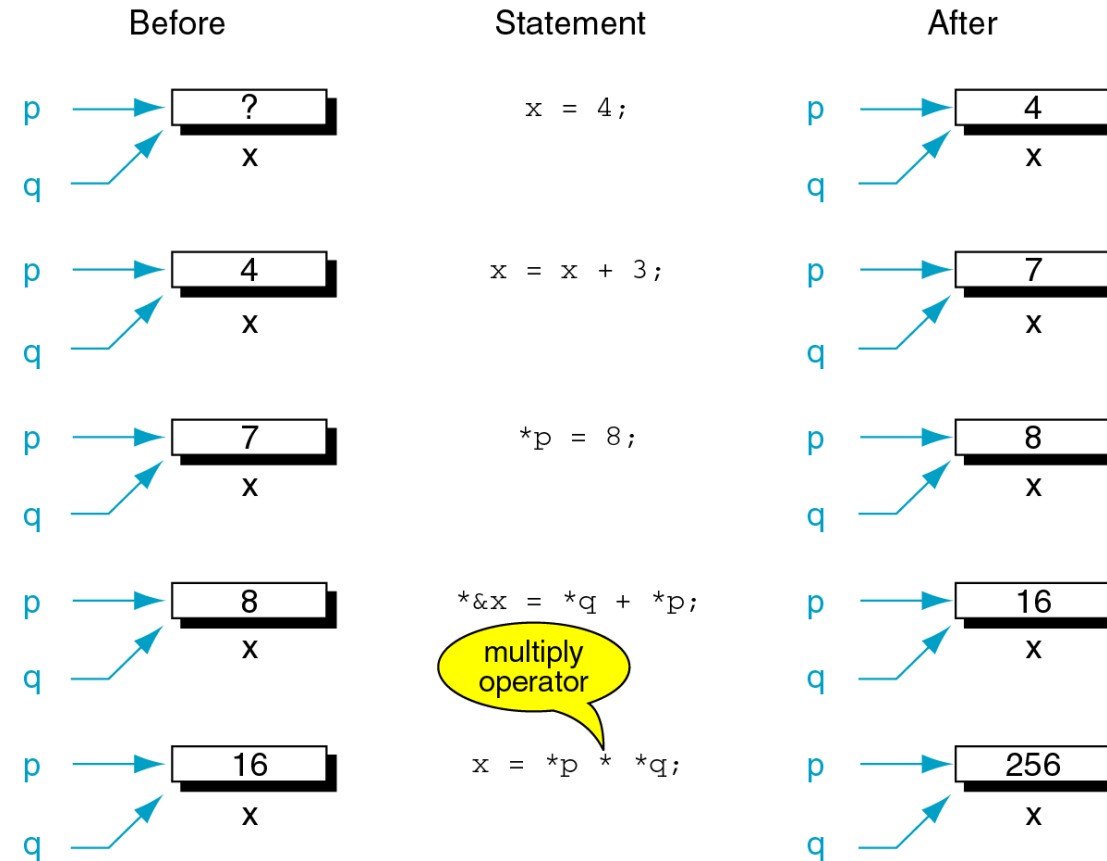 Before Statement After
p ? x = 4; p 4
x x
q q
p 4 x = x + 3; p 7
x x
q q
p 7 *p = 8; p 8
x x
q q
p 8 *&x = *q + *p; p 16
x multiply x
q operator q
p 16 x = *p * *q; p 256
x x
q q